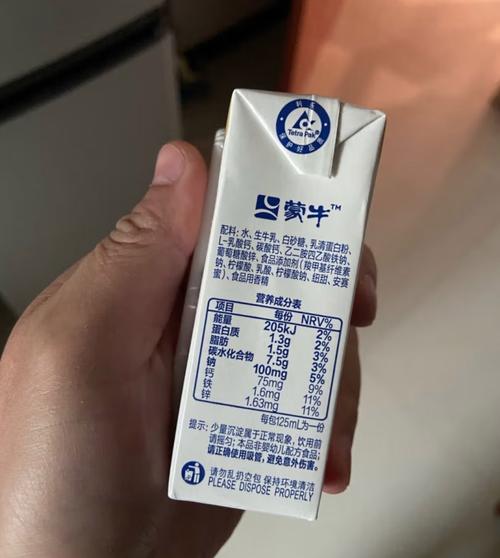 利乐
Tetra Pak®
保护好品质
蒙牛™
配料: 水、生牛乳、白砂糖、乳清蛋白粉、
L-乳酸钙、碳酸钙、乙二胺四乙酸铁钠、
葡萄糖酸锌、食品添加剂 (羧甲基纤维素
钠、柠檬酸、乳酸、柠檬酸钠、纽甜、安赛
蜜)、食品用香精
营养成分表
项目 每份 NRV%
能量 205kJ 2%
蛋白质 1.3g 2%
脂肪 1.5g 3%
碳水化合物 7.5g 3%
钠 100mg 5%
钙 75mg 9%
铁 1.6mg 11%
锌 1.63mg 11%
每包125mL为一份
提示: 少量沉淀属于正常现象, 饮用前
请摇匀; 本品非婴幼儿配方食品;
请正确使用吸管, 避免意外伤害。
请勿乱扔空包 保持环境清洁
PLEASE DISPOSE PROPERLY